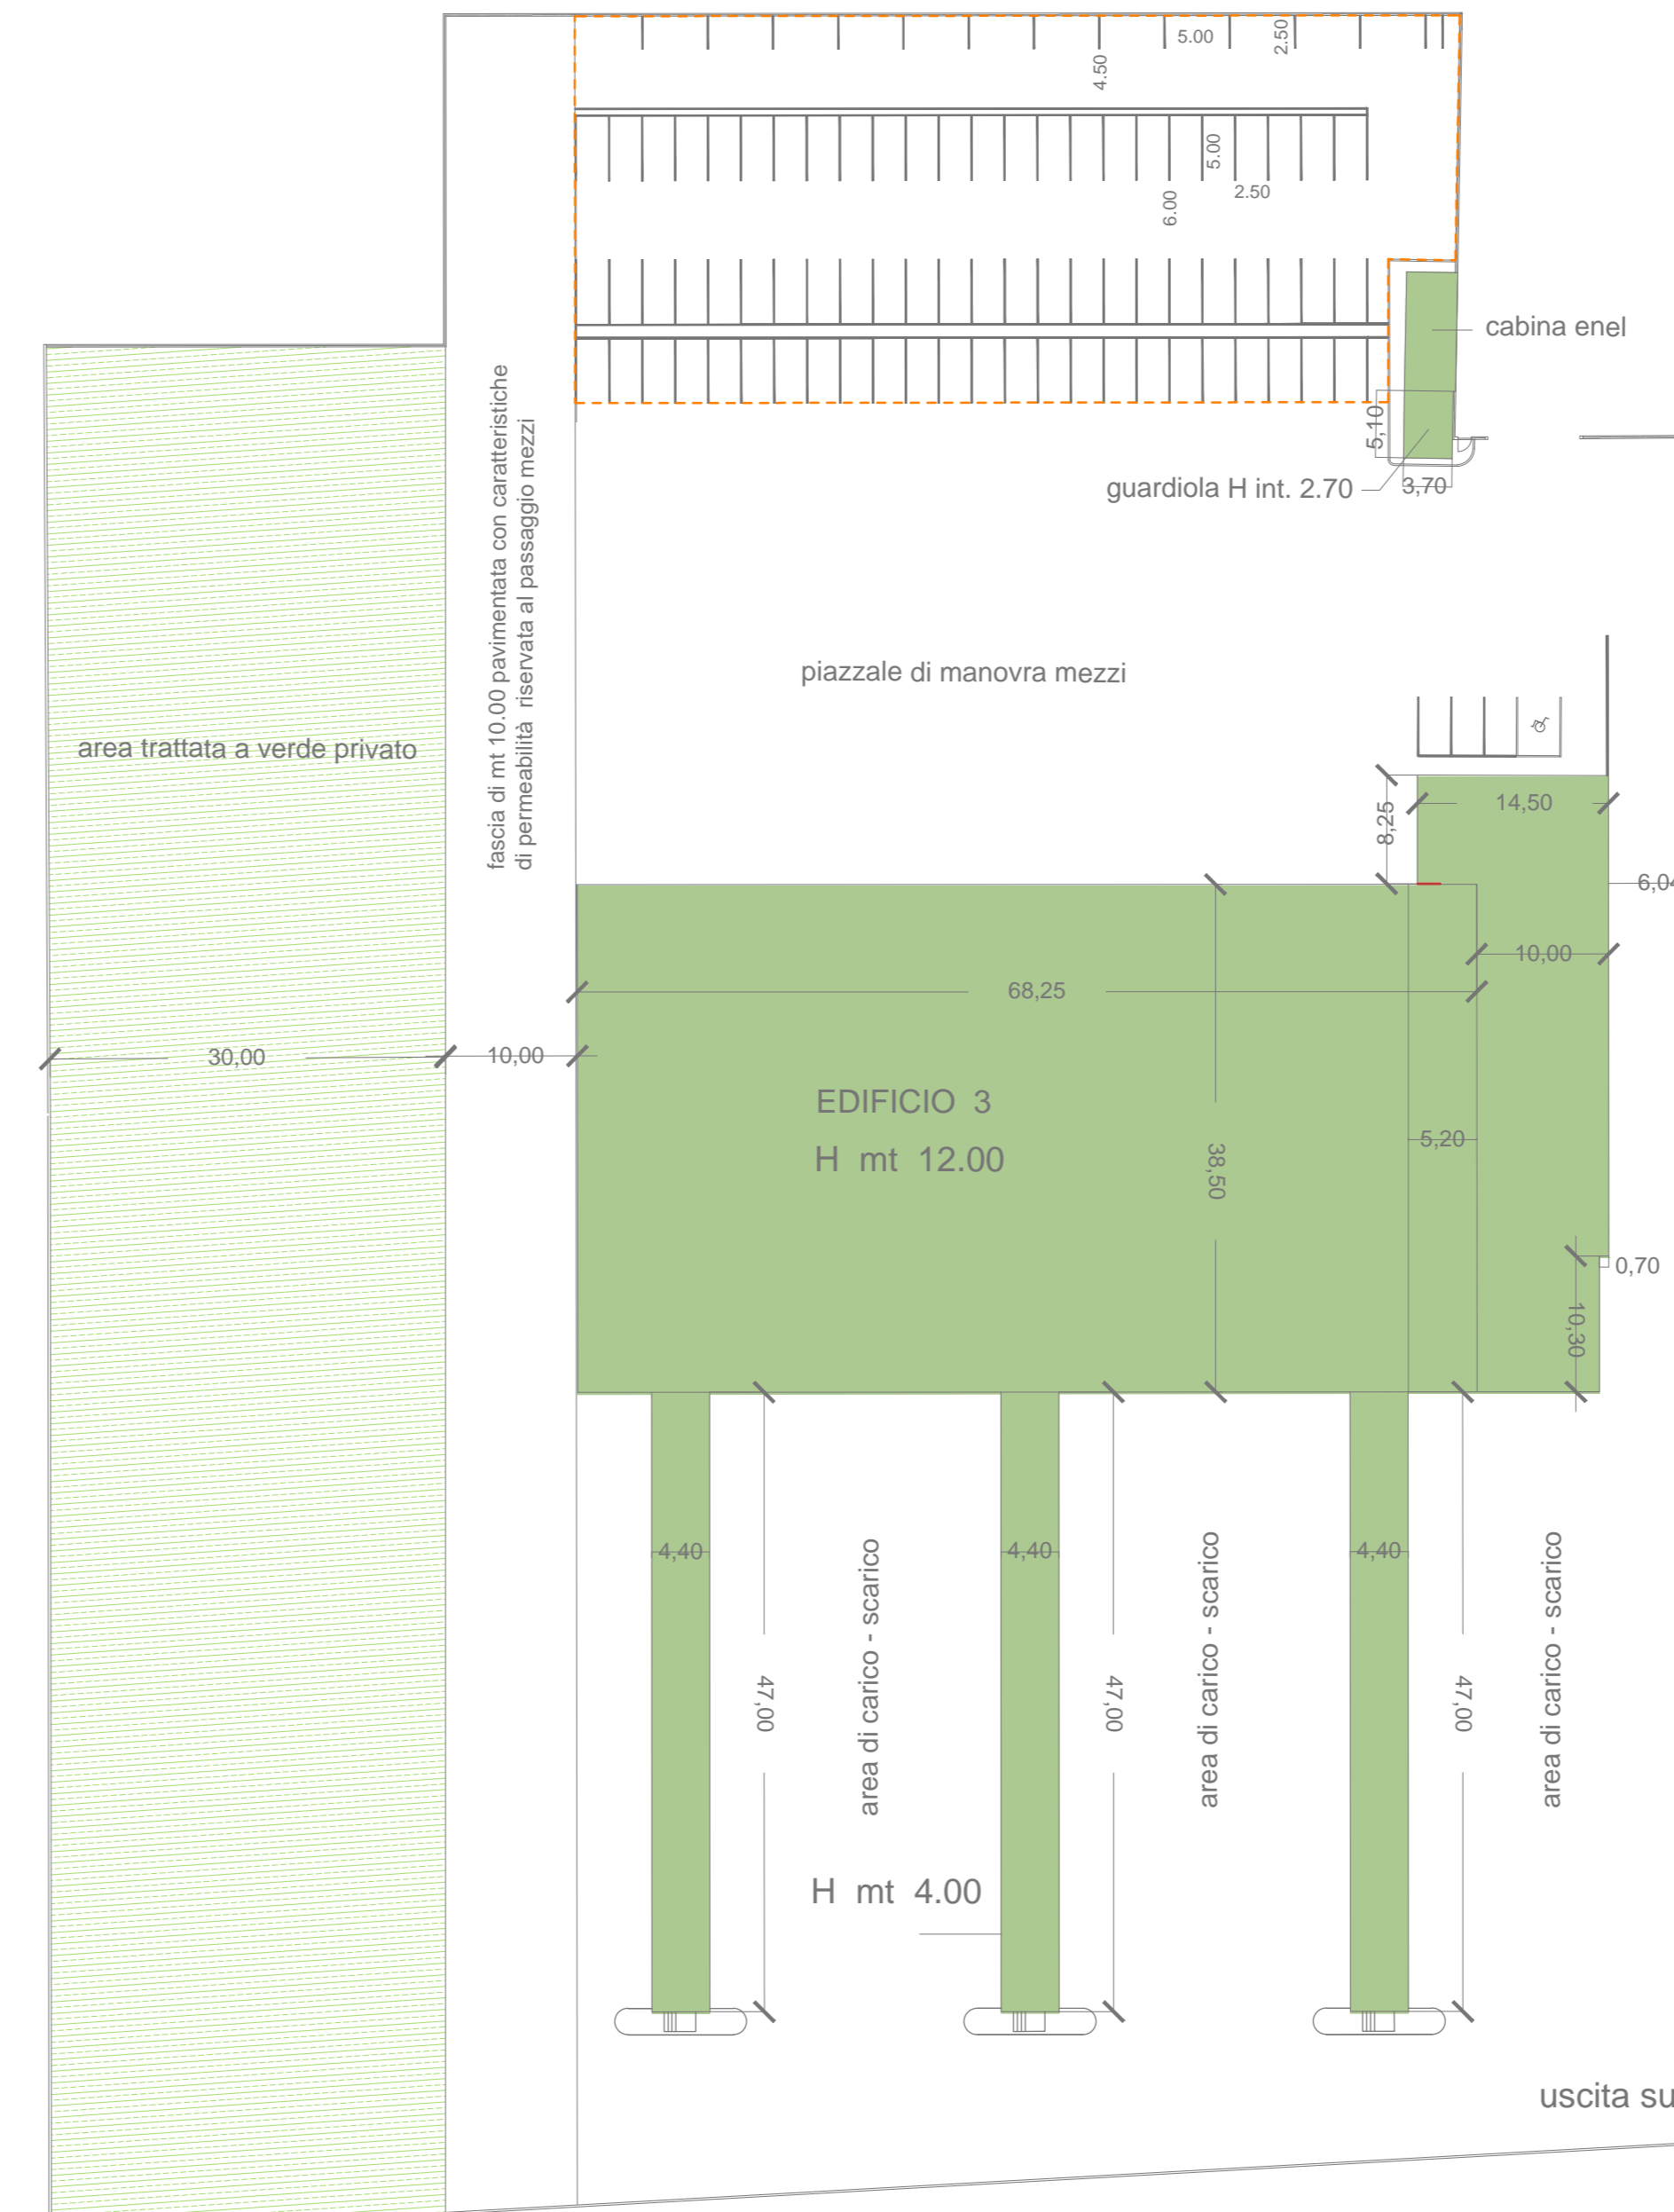 5.00
2.50
4.50
5.00
2.50
6.00
cabina enel
5,10
guardiola H int. 2.70
3,70
fascia di mt 10.00 pavimentata con caratteristiche
di permeabilità riservata al passaggio mezzi
piazzale di manovra mezzi
area trattata a verde privato
14,50
8,25
6,04
10,00
68,25
30,00
10,00
EDIFICIO 3
H mt 12.00
38,50
5,20
0,70
10,30
4,40
4,40
4,40
area di carico - scarico
area di carico - scarico
area di carico - scarico
47,00
47,00
47,00
H mt 4.00
uscita su